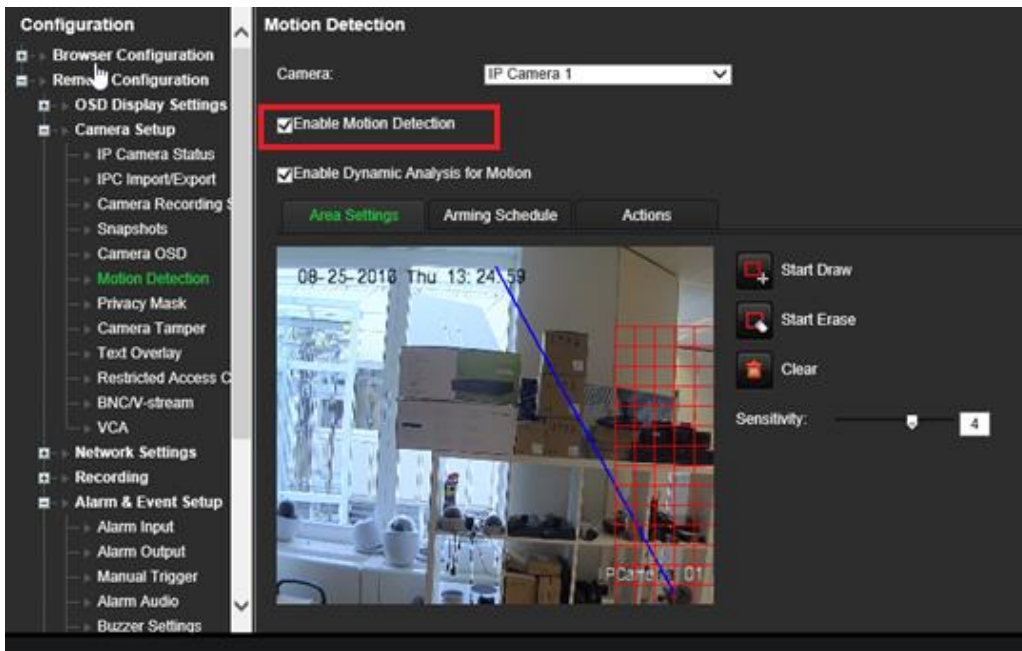 Configuration
Browser Configuration
Remo Configuration
OSD Display Settings
Camera Setup
IP Camera Status
IPC Import/Export
Camera Recording S
Snapshots
Camera OSD
Motion Detection
Privacy Mask
Camera Tamper
Text Overlay
Restricted Access C
BNC/V-stream
VCA
Network Settings
Recording
Alarm & Event Setup
Alarm Input
Alarm Output
Manual Trigger
Alarm Audio
Buzzer Settings
Motion Detection
Camera: IP Camera 1
Enable Motion Detection
Enable Dynamic Analysis for Motion
Area Settings Arming Schedule Actions
08-25-2016 Thu 13:24:59
PCamera 01
Start Draw
Start Erase
Clear
Sensitivity: 4